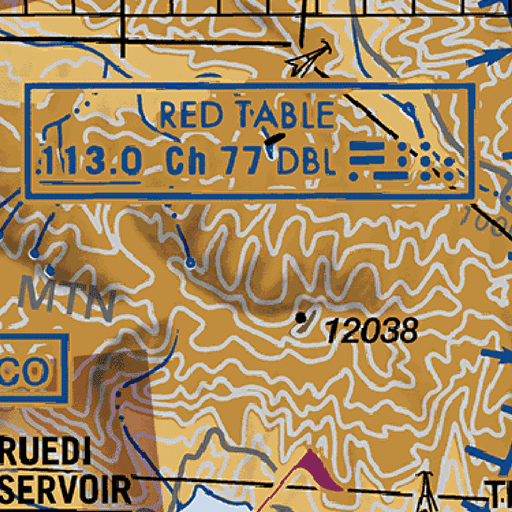 RED TABLE
113.0 Ch 77 DBL
MTN
12038
CO
RUEDI
SERVOIR